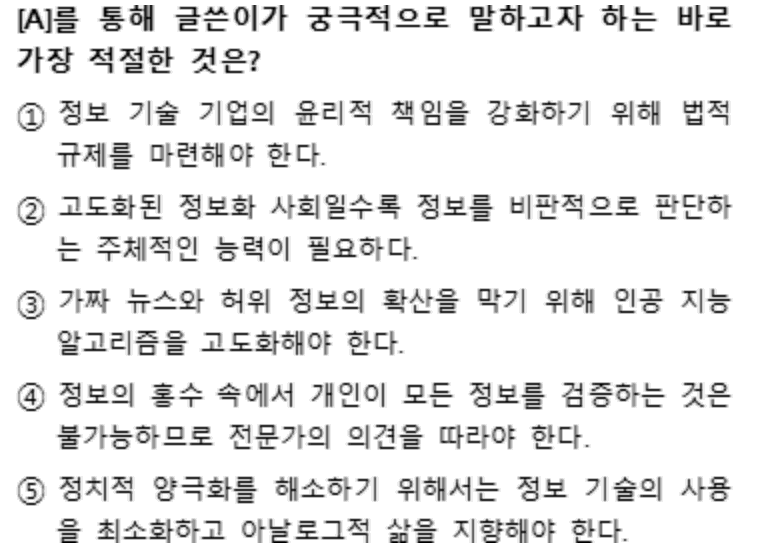 [A]를 통해 글쓴이가 궁극적으로 말하고자 하는 바로
가장 적절한 것은?
① 정보 기술 기업의 윤리적 책임을 강화하기 위해 법적
규제를 마련해야 한다.
② 고도화된 정보화 사회일수록 정보를 비판적으로 판단하
는 주체적인 능력이 필요하다.
③ 가짜 뉴스와 허위 정보의 확산을 막기 위해 인공 지능
알고리즘을 고도화해야 한다.
④ 정보의 홍수 속에서 개인이 모든 정보를 검증하는 것은
불가능하므로 전문가의 의견을 따라야 한다.
⑤ 정치적 양극화를 해소하기 위해서는 정보 기술의 사용
을 최소화하고 아날로그적 삶을 지향해야 한다.